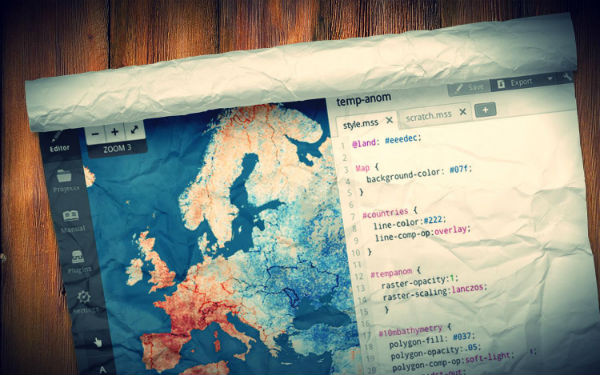 temp-anom
Save
Export
style.mss
scratch.mss
Editor
ZOOM 3
Projects
Manual
Plugins
Settings
A
1 @land: #eeedec;
2
3 Map {
4 background-color: #07f;
5 }
6
7 #countries {
8 line-color:#222;
9 line-comp-op:overlay;
10 }
11
12 #tempanom {
13 raster-opacity:1;
14 raster-scaling:lanczos;
15 }
16
17 #10mbathymetry {
18 polygon-fill: #037;
19 polygon-opacity:.05;
20 polygon-comp-op:soft-light;